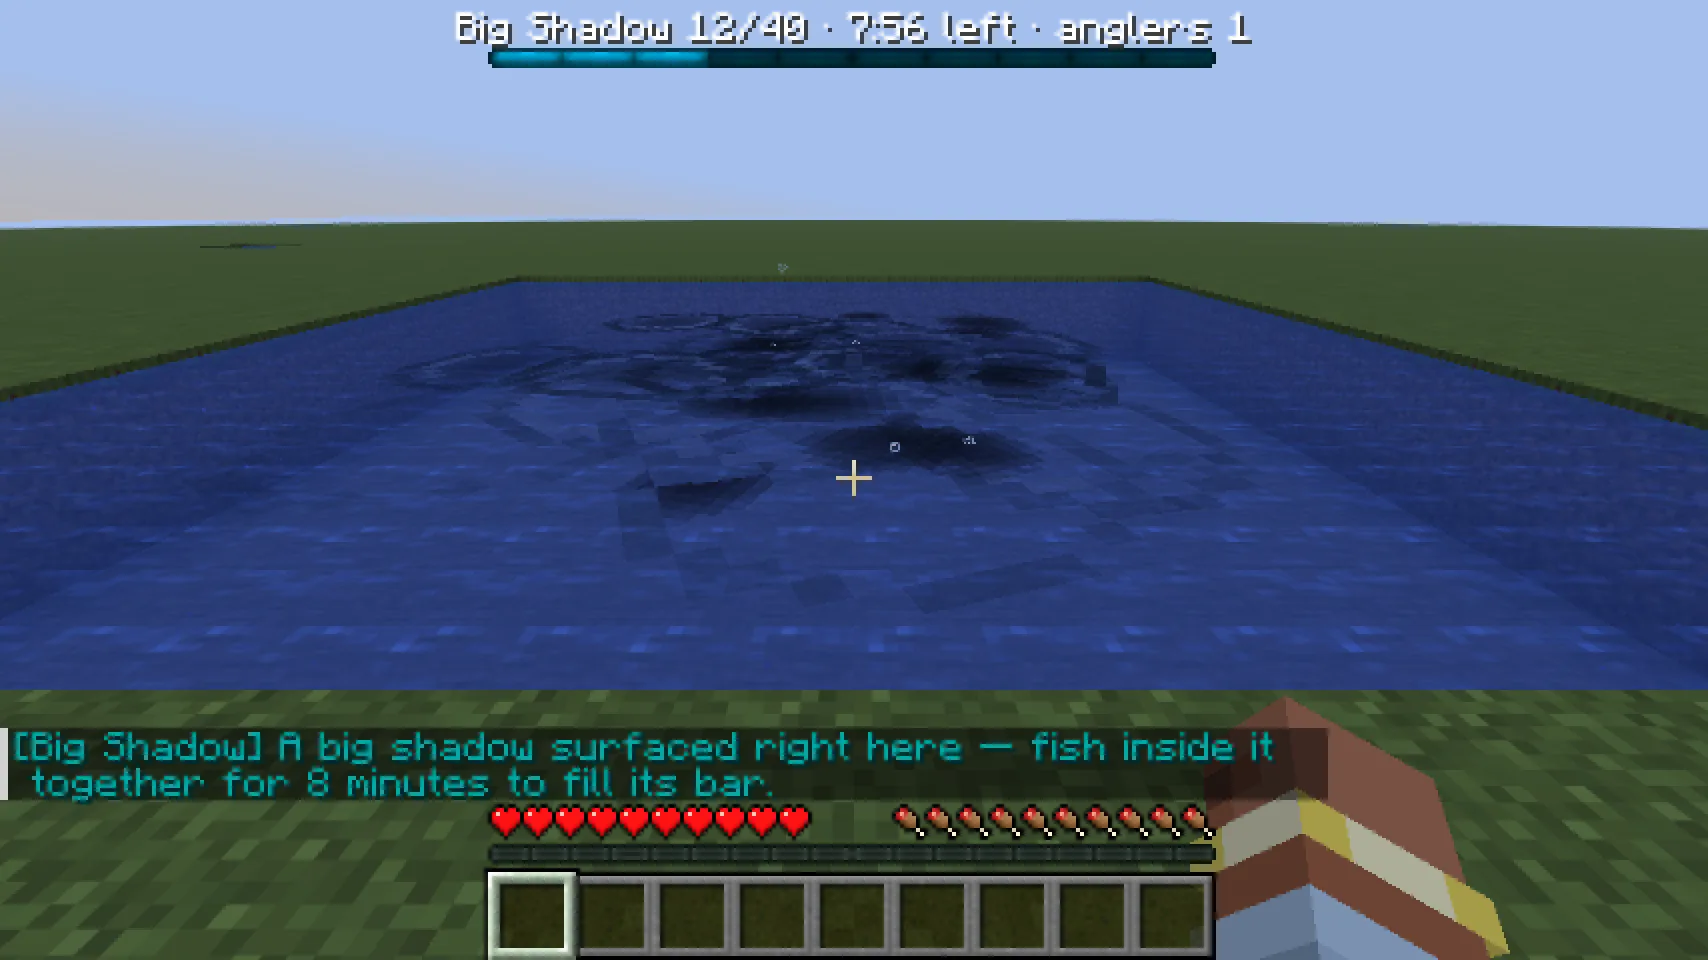 Big Shadow 12/40 · 7:56 left · anglers 1
[Big Shadow] A big shadow surfaced right here — fish inside it
together for 8 minutes to fill its bar.